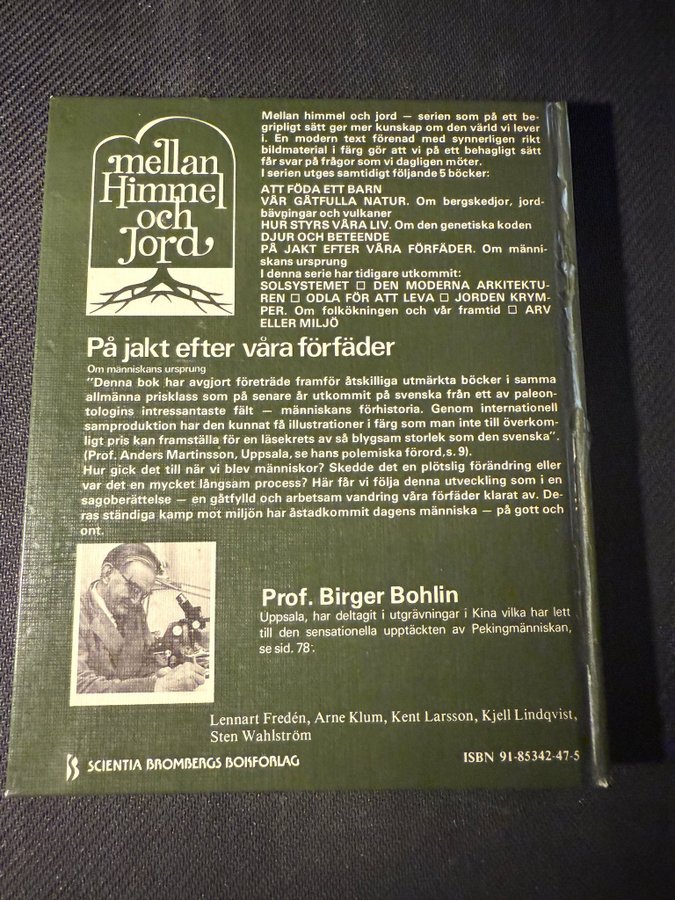 mellan
Himmel
och
Jord
Mellan himmel och jord — serien som på ett be-
gripligt sätt ger mer kunskap om den värld vi lever
i. En modern text förenad med synnerligen rikt
bildmaterial i färg gör att vi på ett behagligt sätt
får svar på frågor som vi dagligen möter.
I serien utges samtidigt följande 5 böcker:
ATT FÖDA ETT BARN
VÅR GÅTFULLA NATUR. Om bergskedjor, jord-
bävningar och vulkaner
HUR STYRS VÅRA LIV. Om den genetiska koden
DJUR OCH BETEENDE
PÅ JAKT EFTER VÅRA FÖRFÄDER. Om männi-
skans ursprung
I denna serie har tidigare utkommit:
SOLSYSTEMET □ DEN MODERNA ARKITEKTU-
REN □ ODLA FÖR ATT LEVA □ JORDEN KRYM-
PER. Om folkökningen och vår framtid □ ARV
ELLER MILJÖ
På jakt efter våra förfäder
Om människans ursprung
"Denna bok har avgjort företräde framför åtskilliga utmärkta böcker i samma
allmänna prisklass som på senare år utkommit på svenska från ett av paleon-
tologins intressantaste fält — människans förhistoria. Genom internationell
samproduktion har den kunnat få illustrationer i färg som man inte till överkom-
ligt pris kan framställa för en läsekrets av så blygsam storlek som den svenska".
(Prof. Anders Martinsson, Uppsala, se hans polemiska förord, s. 9).
Hur gick det till när vi blev människor? Skedde det en plötslig förändring eller
var det en mycket långsam process? Här får vi följa denna utveckling som i en
sagoberättelse — en gåtfylld och arbetsam vandring våra förfäder klarat av. De-
ras ständiga kamp mot miljön har åstadkommit dagens människa — på gott och
ont.
Prof. Birger Bohlin
Uppsala, har deltagit i utgrävningar i Kina vilka har lett
till den sensationella upptäckten av Pekingmänniskan,
se sid. 78.
Lennart Fredén, Arne Klum, Kent Larsson, Kjell Lindqvist,
Sten Wahlström
SCIENTIA BROMBERGS BOKFÖRLAG
ISBN 91-85342-47-5